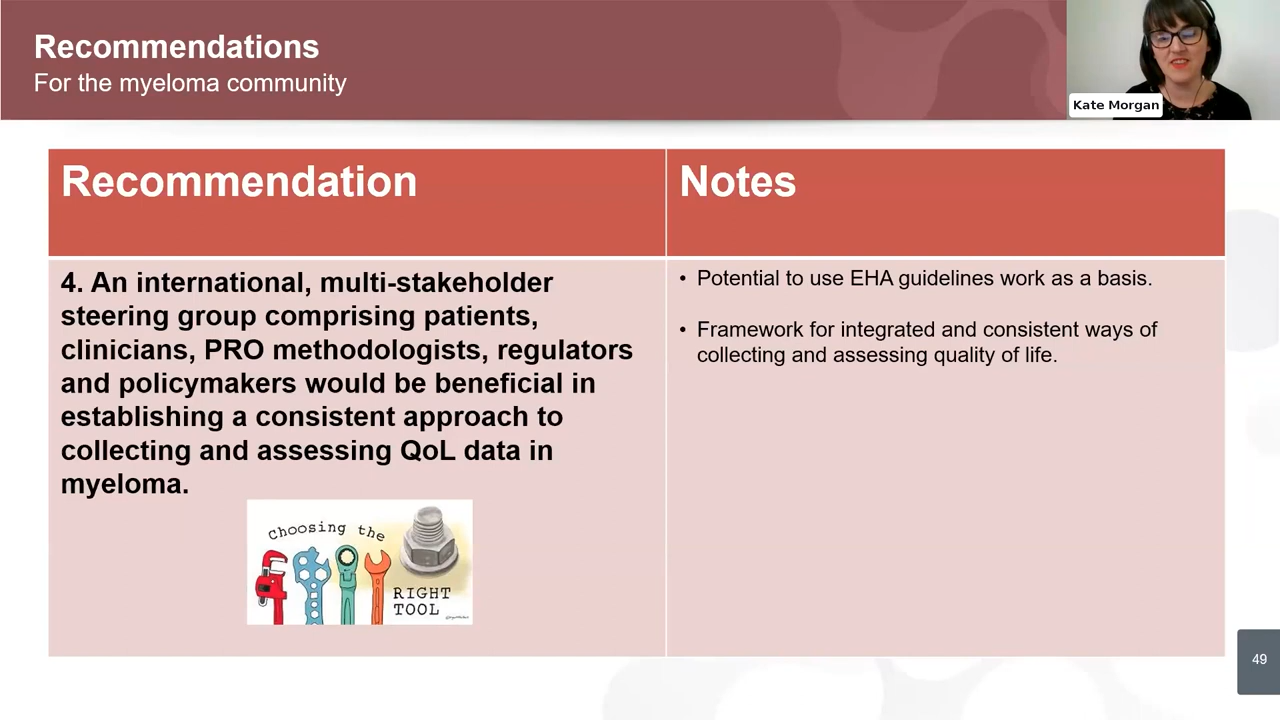 Recommendations
For the myeloma community
Kate Morgan
Recommendation
Notes
4. An international, multi-stakeholder
steering group comprising patients,
clinicians, PRO methodologists, regulators
and policymakers would be beneficial in
establishing a consistent approach to
collecting and assessing QoL data in
myeloma.
• Potential to use EHA guidelines work as a basis.
• Framework for integrated and consistent ways of
collecting and assessing quality of life.
Choosing the
RIGHT
TOOL
49